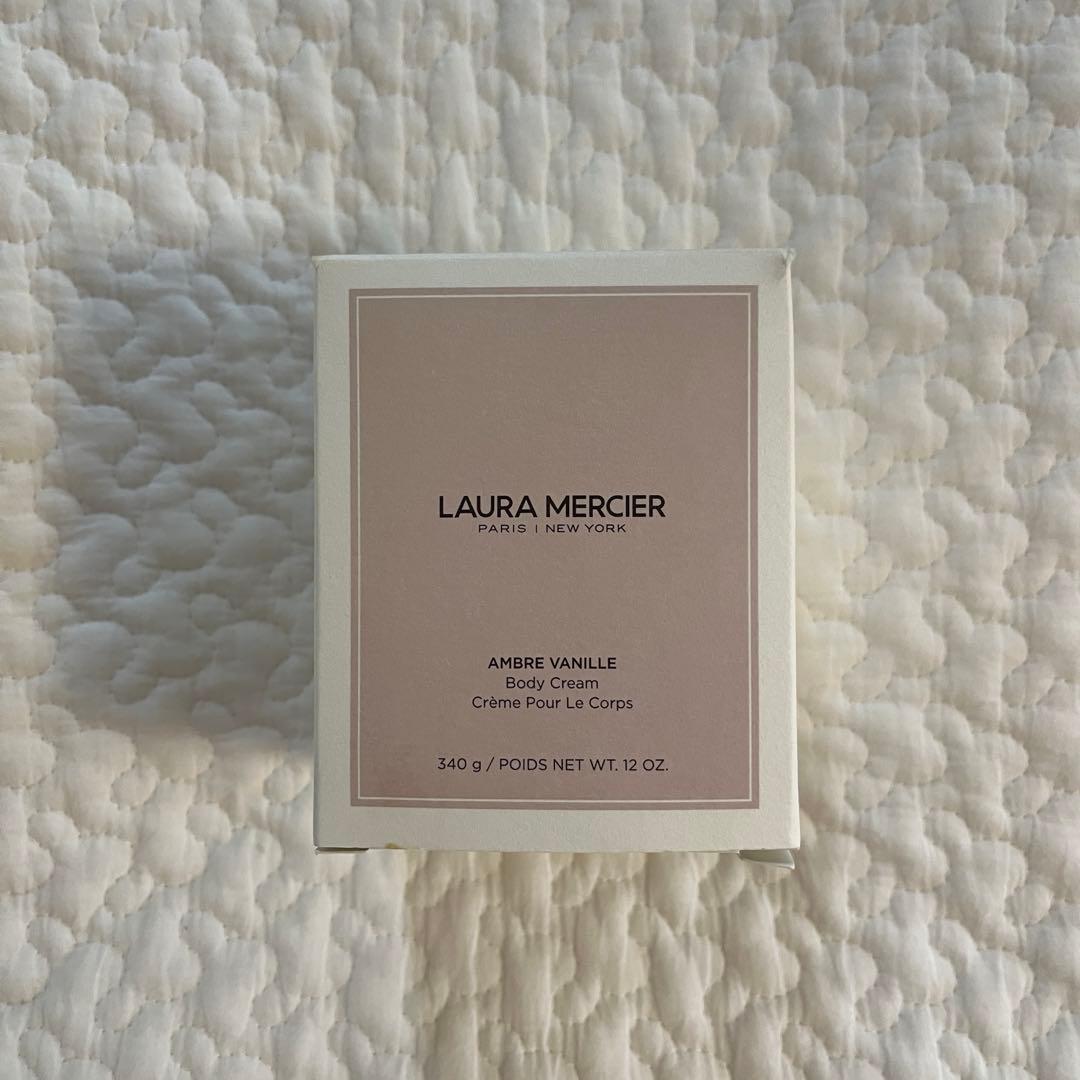 LAURA MERCIER
PARIS | NEW YORK
AMBRE VANILLE
Body Cream
Crème Pour Le Corps
340 g / POIDS NET WT. 12 OZ.